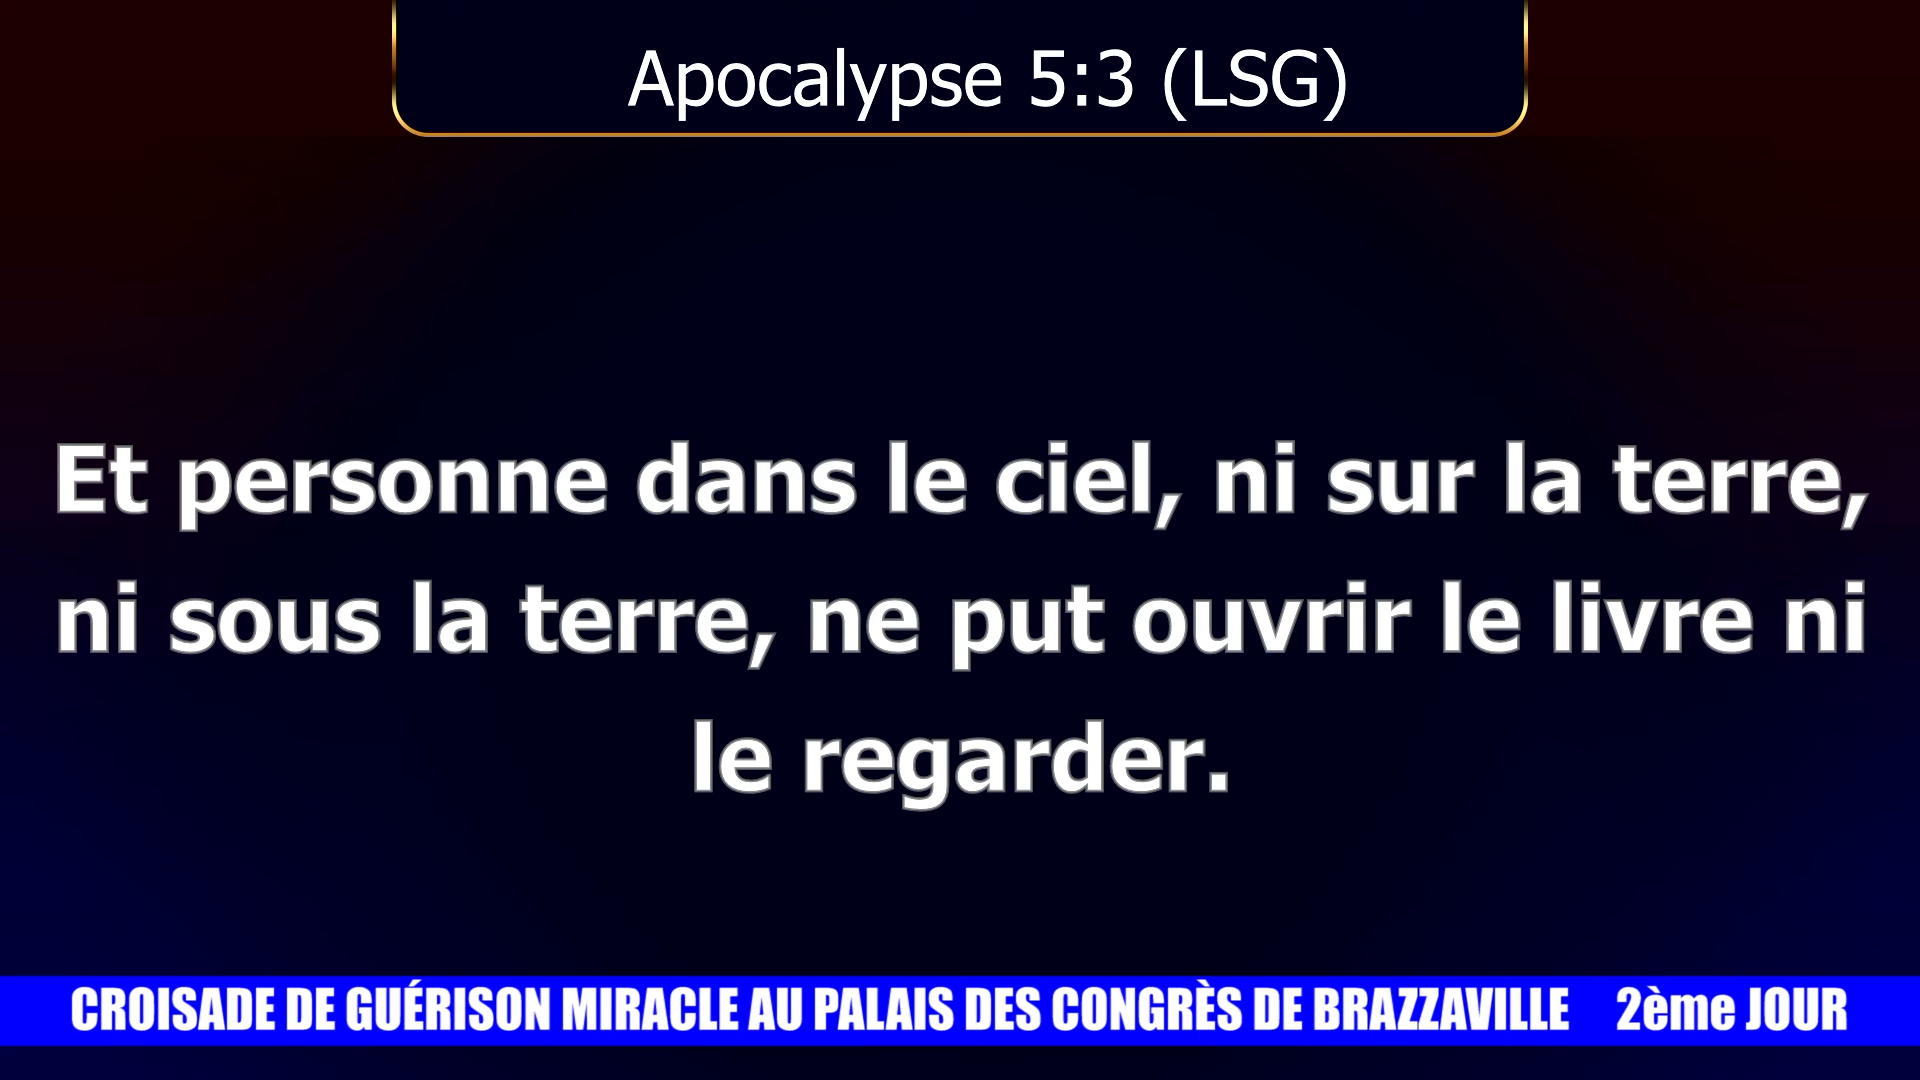 Apocalypse 5:3 (LSG)
Et personne dans le ciel, ni sur la terre,
ni sous la terre, ne put ouvrir le livre ni
le regarder.
CROISADE DE GUÉRISON MIRACLE AU PALAIS DES CONGRÈS DE BRAZZAVILLE 2ème JOUR